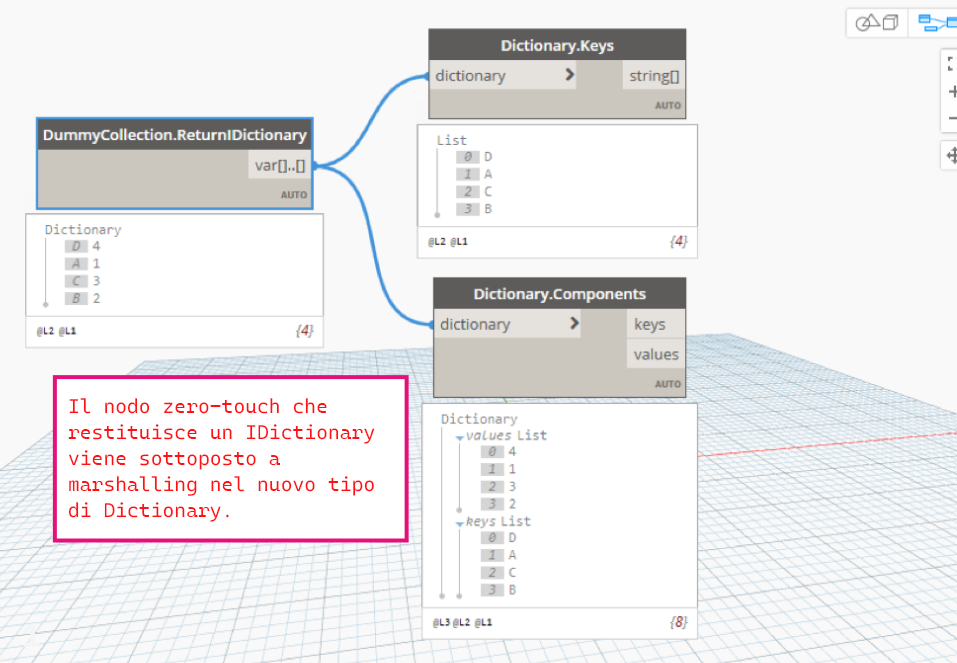 DummyCollection.ReturnIDictionary
var[]..[]
AUTO
Dictionary
D 4
A 1
C 3
B 2
@L2 @L1 {4}
Dictionary.Keys
dictionary > string[]
AUTO
List
0 D
1 A
2 C
3 B
@L2 @L1 {4}
Dictionary.Components
dictionary > keys
values
AUTO
Dictionary
values List
0 4
1 1
2 3
3 2
keys List
0 D
1 A
2 C
3 B
@L3 @L2 @L1 {8}
Il nodo zero-touch che
restituisce un IDictionary
viene sottoposto a
marshalling nel nuovo tipo
di Dictionary.